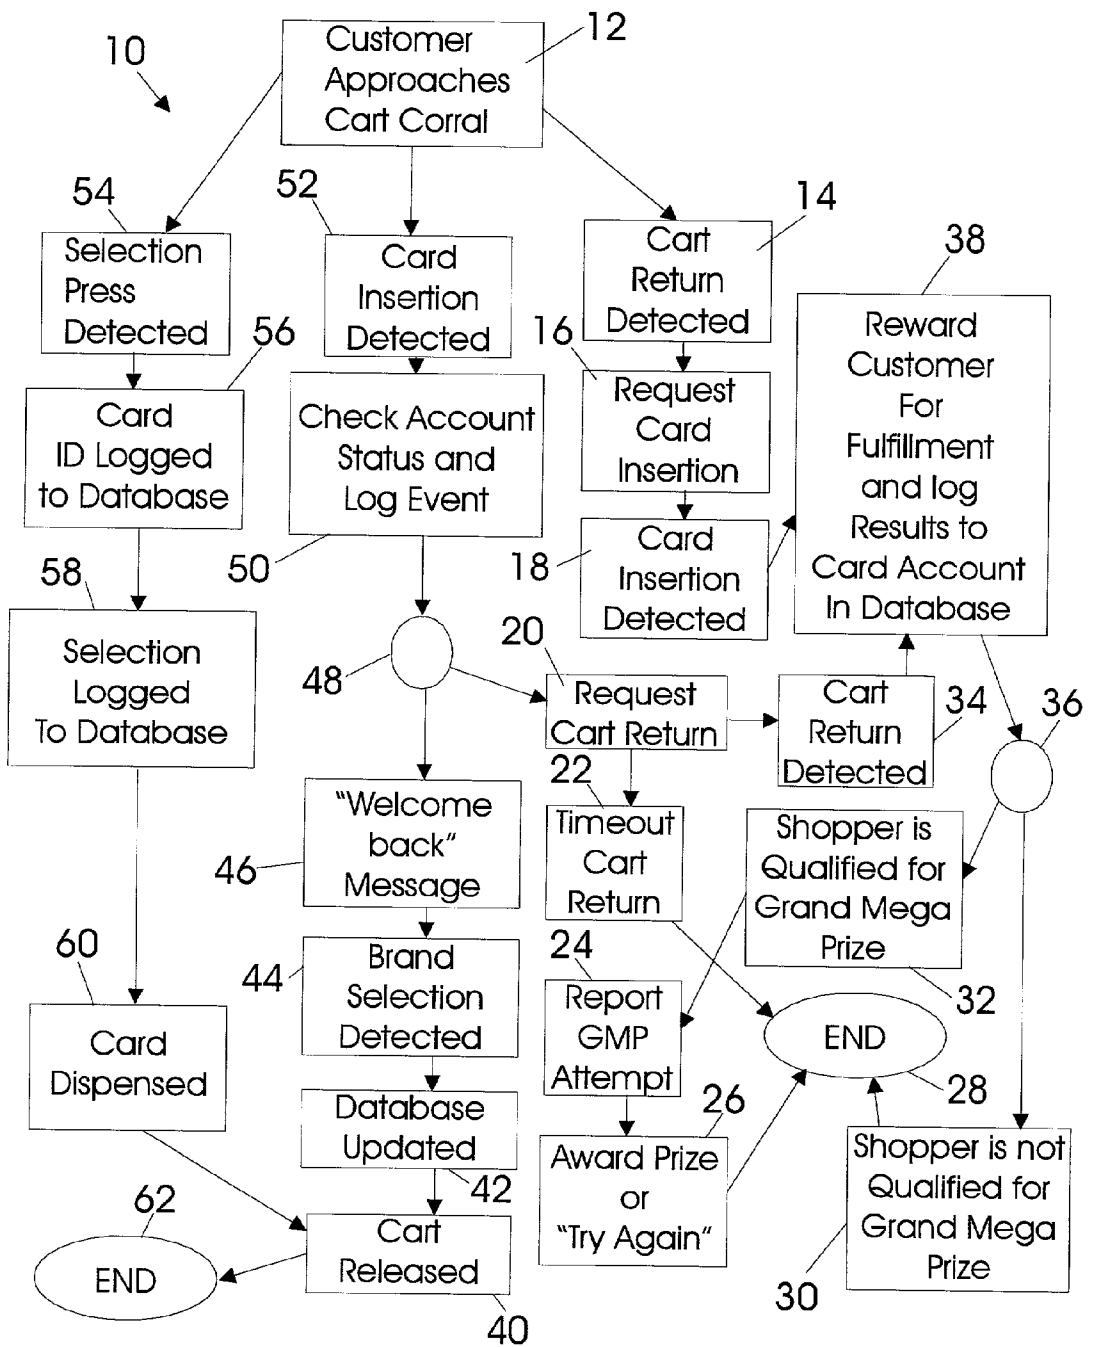 10
12
Customer
Approaches
Cart Corral
54
Selection
Press
Detected
52
Card
Insertion
Detected
14
Cart
Return
Detected
38
Reward
Customer
For
Fulfillment
and log
Results to
Card Account
In Database
56
Card
ID Logged
to Database
Check Account
Status and
Log Event
50
16
Request
Card
Insertion
18
Card
Insertion
Detected
58
Selection
Logged
To Database
48
20
Request
Cart Return
34
Cart
Return
Detected
36
22
Timeout
Cart
Return
Shopper is
Qualified for
Grand Mega
Prize
32
46
"Welcome
back"
Message
44
Brand
Selection
Detected
24
Report
GMP
Attempt
END
28
60
Card
Dispensed
Database
Updated
42
26
Award Prize
or
"Try Again"
Shopper is not
Qualified for
Grand Mega
Prize
30
62
END
Cart
Released
40